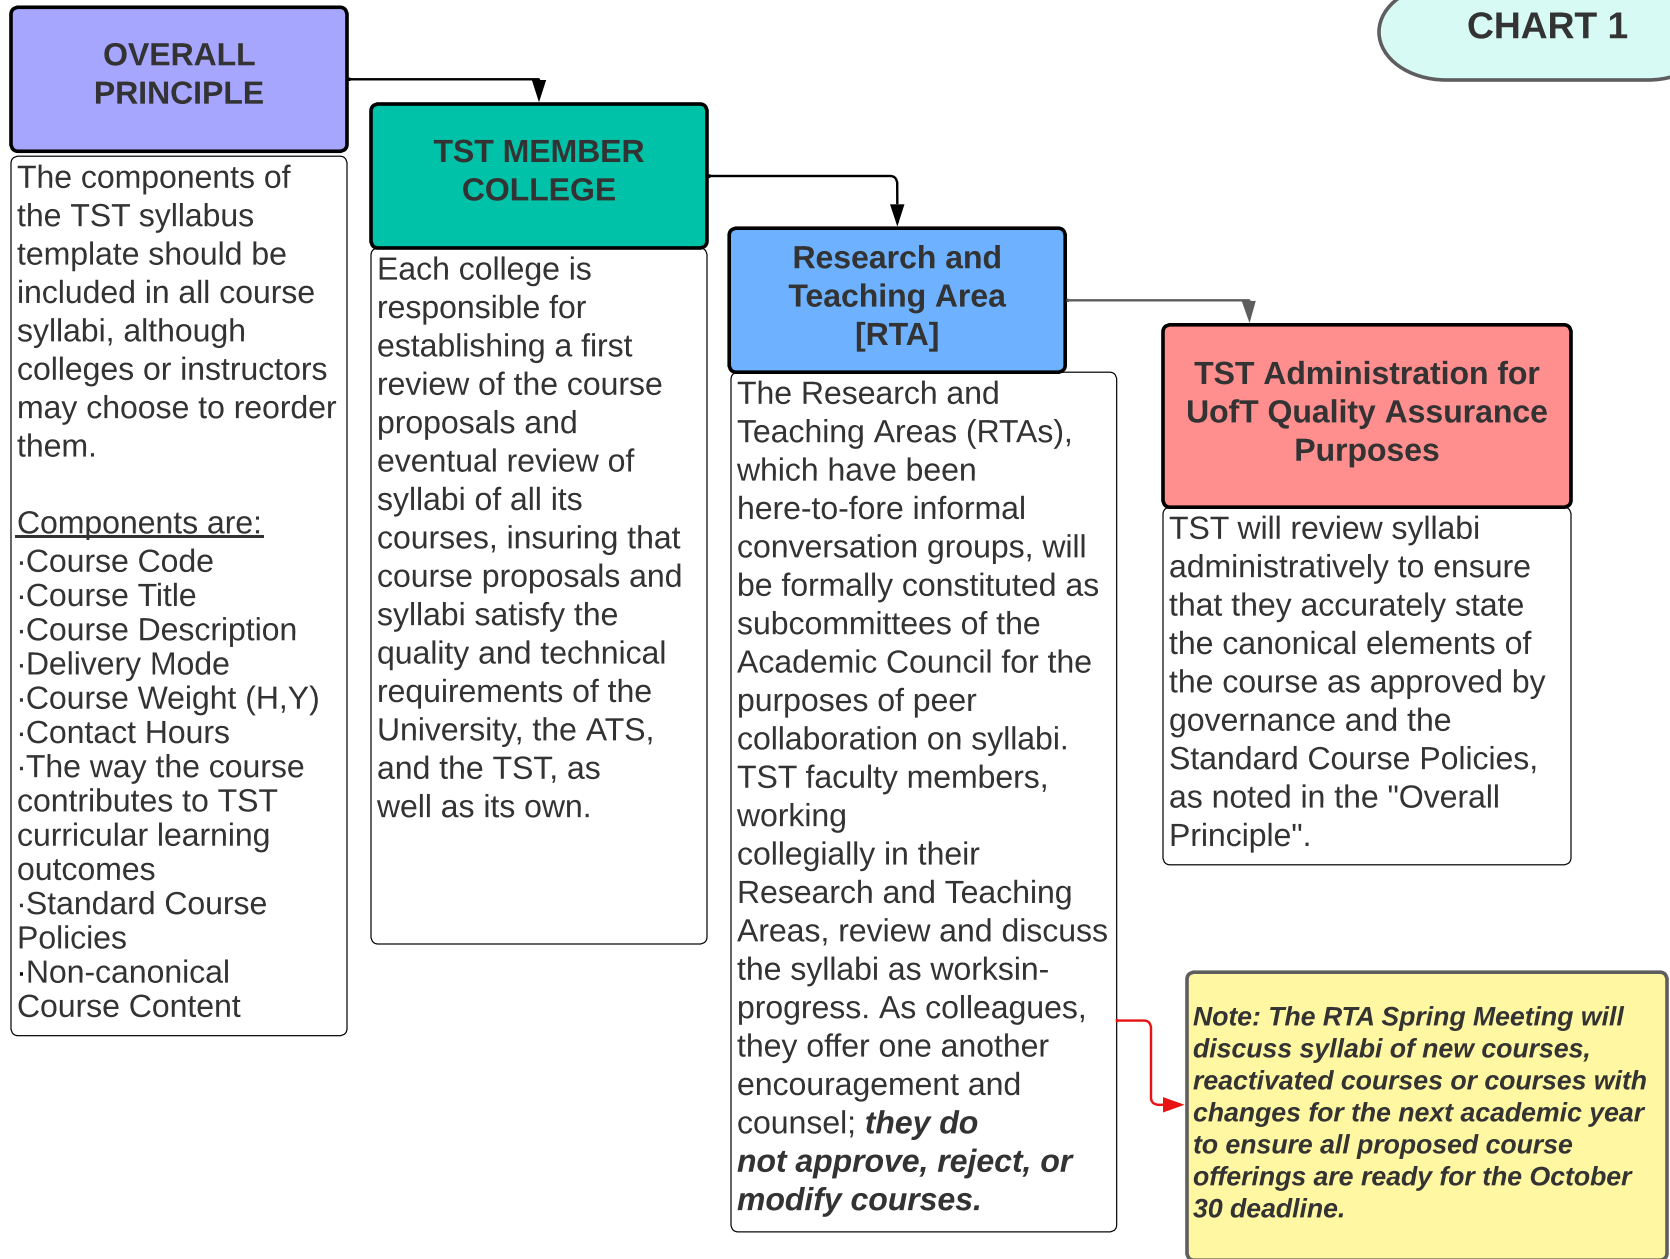 CHART 1
OVERALL
PRINCIPLE
The components of
the TST syllabus
template should be
included in all course
syllabi, although
colleges or instructors
may choose to reorder
them.
Components are:
·Course Code
·Course Title
·Course Description
·Delivery Mode
·Course Weight (H,Y)
·Contact Hours
·The way the course
contributes to TST
curricular learning
outcomes
·Standard Course
Policies
·Non-canonical
Course Content
TST MEMBER
COLLEGE
Each college is
responsible for
establishing a first
review of the course
proposals and
eventual review of
syllabi of all its
courses, insuring that
course proposals and
syllabi satisfy the
quality and technical
requirements of the
University, the ATS,
and the TST, as
well as its own.
Research and
Teaching Area
[RTA]
The Research and
Teaching Areas (RTAs),
which have been
here-to-fore informal
conversation groups, will
be formally constituted as
subcommittees of the
Academic Council for the
purposes of peer
collaboration on syllabi.
TST faculty members,
working
collegially in their
Research and Teaching
Areas, review and discuss
the syllabi as worksin-
progress. As colleagues,
they offer one another
encouragement and
counsel; they do
not approve, reject, or
modify courses.
TST Administration for
UofT Quality Assurance
Purposes
TST will review syllabi
administratively to ensure
that they accurately state
the canonical elements of
the course as approved by
governance and the
Standard Course Policies,
as noted in the "Overall
Principle".
Note: The RTA Spring Meeting will
discuss syllabi of new courses,
reactivated courses or courses with
changes for the next academic year
to ensure all proposed course
offerings are ready for the October
30 deadline.